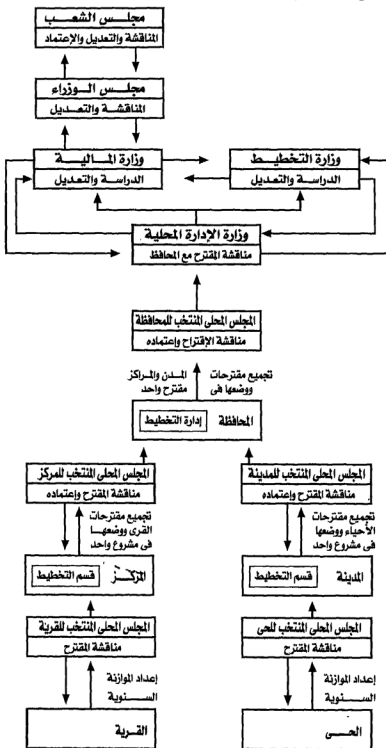 مجلس الشعب
المناقشة والتعديل والإعتماد
مجلس الوزراء
المناقشة والتعديل
وزارة المالية
الدراسة والتعديل
وزارة التخطيط
الدراسة والتعديل
وزارة الإدارة المحلية
مناقشة المقترح مع المحافظ
المجلس المحلى المنتخب للمحافظة
مناقشة الإقتراح وإعتماده
تجميع مقترحات المدن والمراكز
ووضعها فى مقترح واحد
المحافظة إدارة التخطيط
المجلس المحلى المنتخب للمدينة
مناقشة المقترح وإعتماده
تجميع مقترحات
الأحياء ووضعها
فى مشروع واحد
المدينة قسم التخطيط
المجلس المحلى المنتخب للحى
مناقشة المقترح
إعداد الموازنة
السنوية
الحى
المجلس المحلى المنتخب للمركز
مناقشة المقترح وإعتماده
تجميع مقترحات
القرى ووضعها
فى مشروع واحد
المركز قسم التخطيط
المجلس المحلى المنتخب للقرية
مناقشة المقترح
إعداد الموازنة
السنوية
القرية